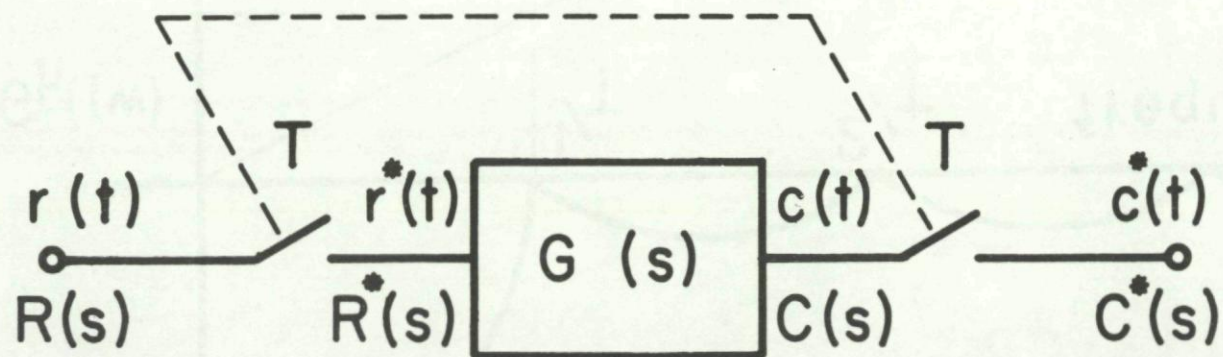 T T
r (t) r*(t) c(t) c*(t)
G (s)
R(s) R*(s) C(s) C*(s)